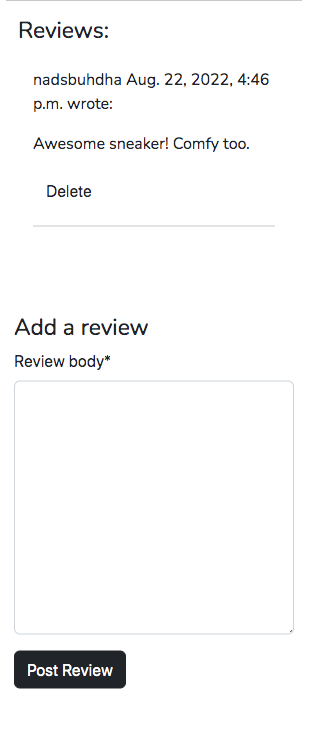 Reviews:
nadsbuhdha Aug. 22, 2022, 4:46
p.m. wrote:
Awesome sneaker! Comfy too.
Delete
Add a review
Review body*
Post Review